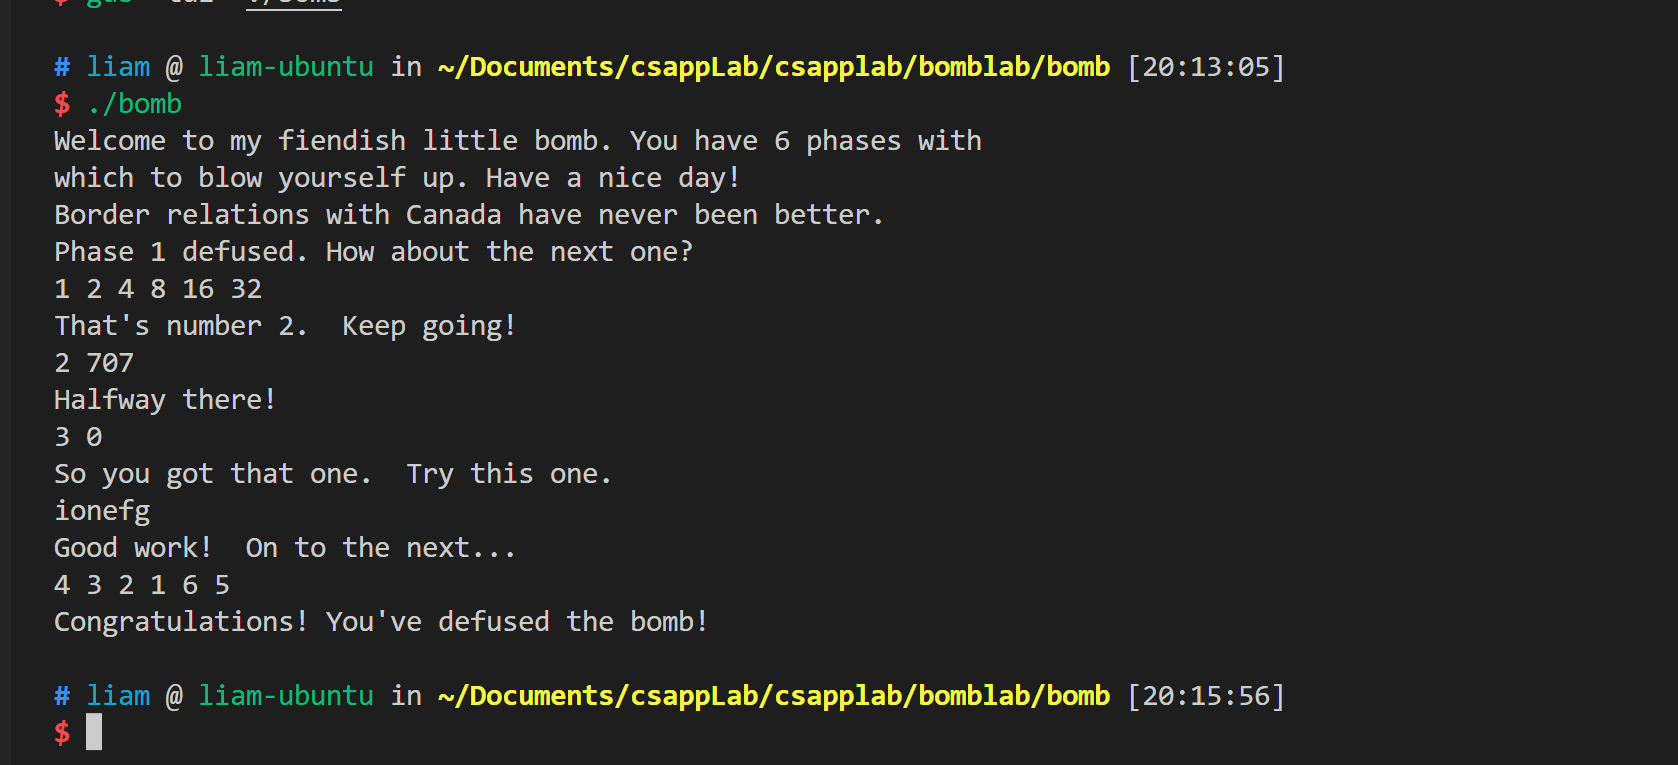 # liam @ liam-ubuntu in ~/Documents/csappLab/csapplab/bomblab/bomb [20:13:05]
$ ./bomb
Welcome to my fiendish little bomb. You have 6 phases with
which to blow yourself up. Have a nice day!
Border relations with Canada have never been better.
Phase 1 defused. How about the next one?
1 2 4 8 16 32
That's number 2.  Keep going!
2 707
Halfway there!
3 0
So you got that one.  Try this one.
ionefg
Good work!  On to the next...
4 3 2 1 6 5
Congratulations! You've defused the bomb!
# liam @ liam-ubuntu in ~/Documents/csappLab/csapplab/bomblab/bomb [20:15:56]
$